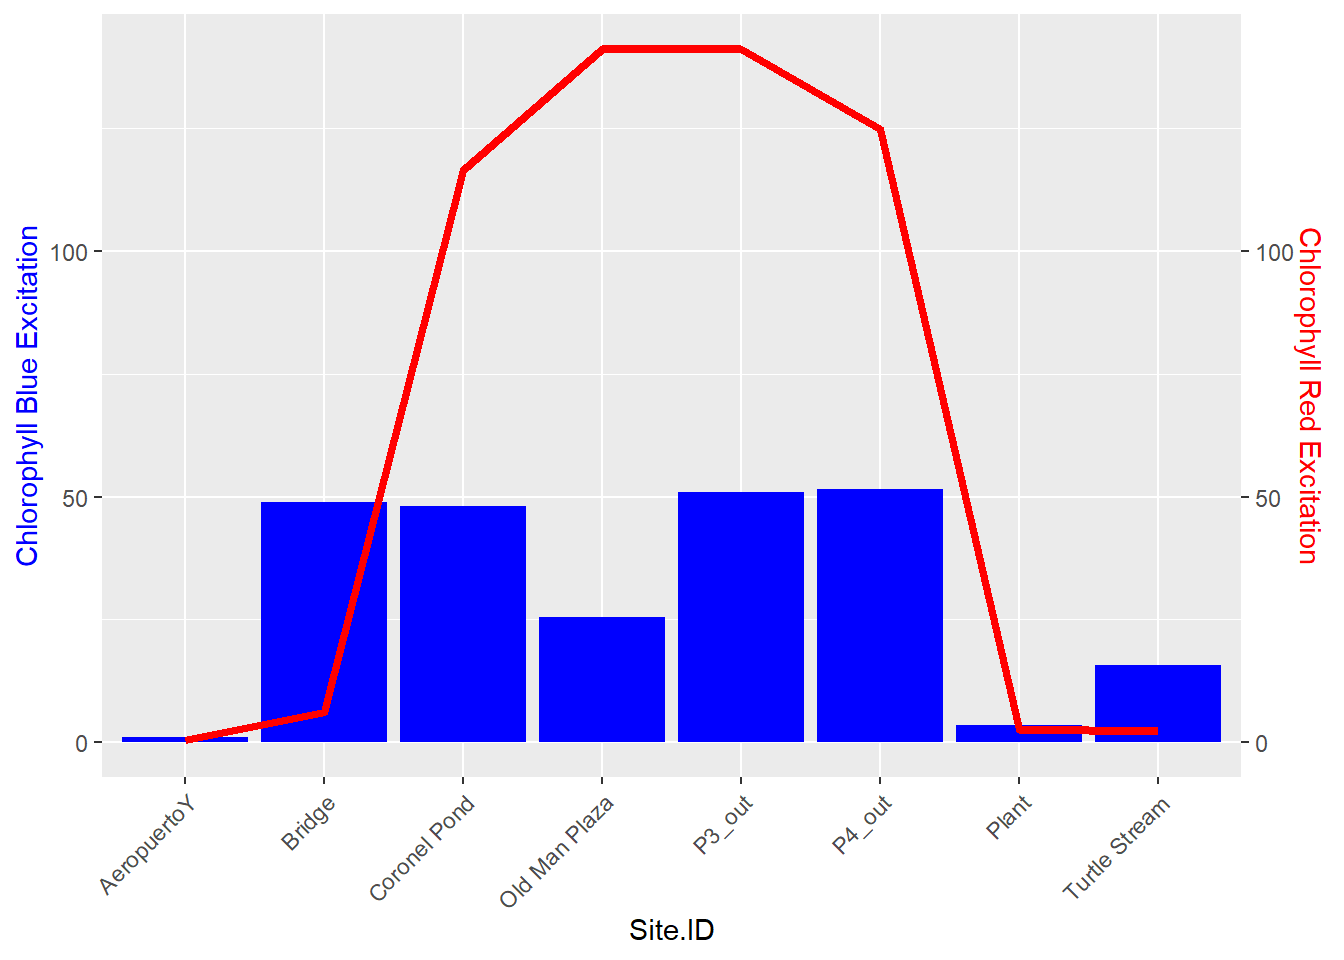 Chlorophyll Blue Excitation
100
50
0
100
50
0
Chlorophyll Red Excitation
AeropuertoY
Bridge
Coronel Pond
Old Man Plaza
P3_out
P4_out
Plant
Turtle Stream
Site.ID